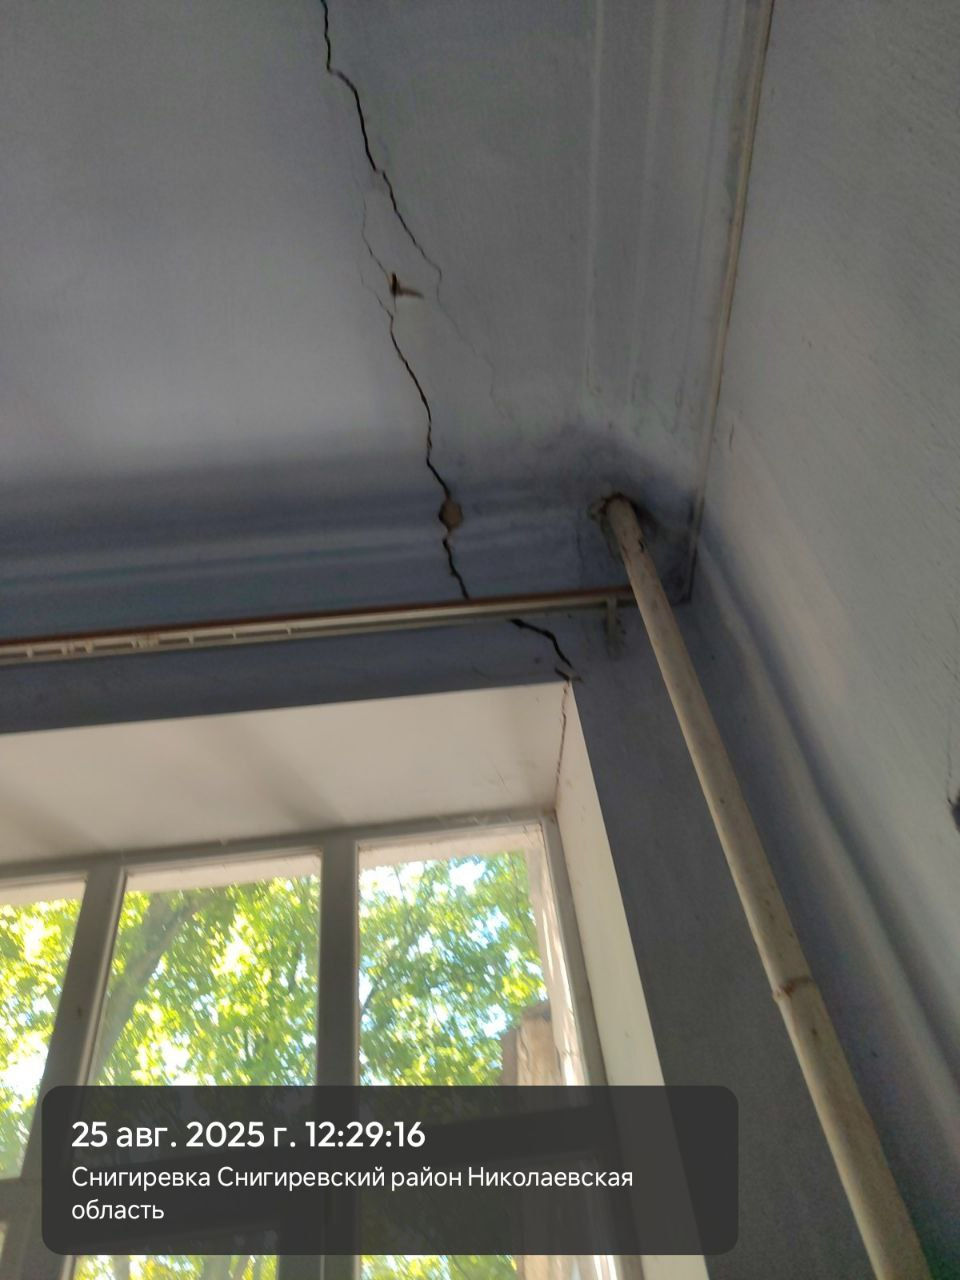 25 авг. 2025 г. 12:29:16
Снигиревка Снигиревский район Николаевская
область